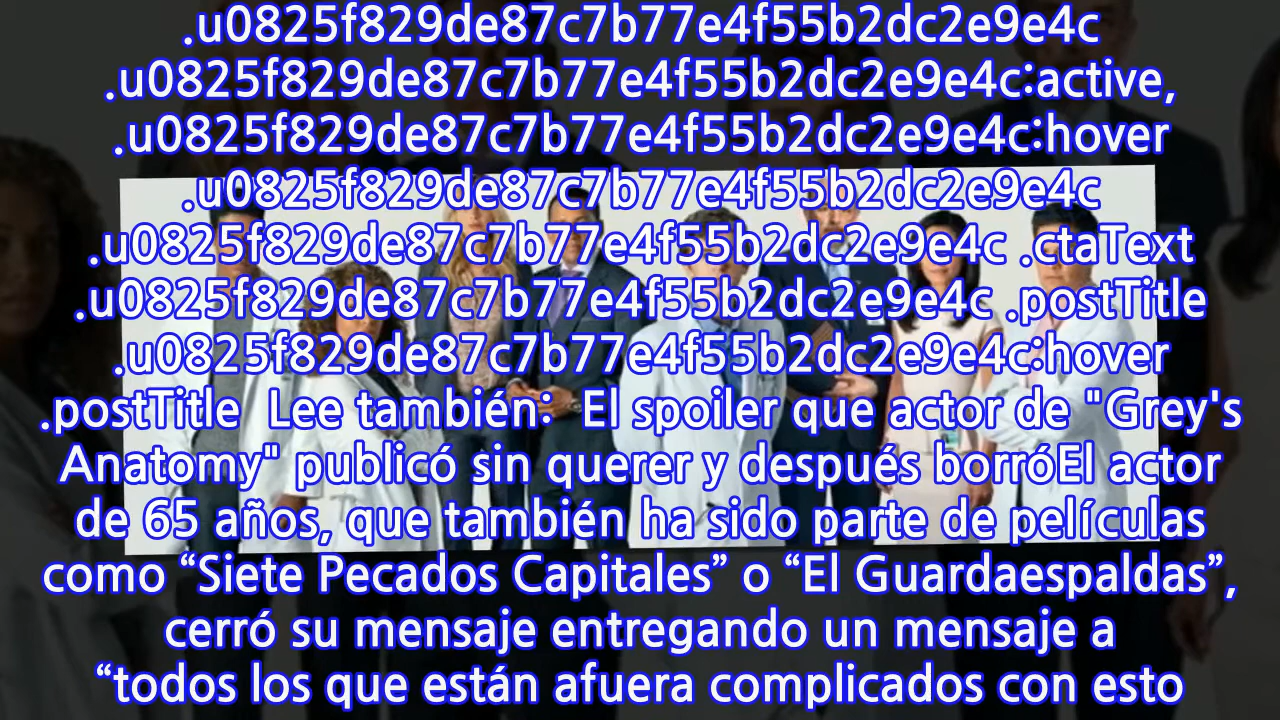 .u0825f829de87c7b77e4f55b2dc2e9e4c
.u0825f829de87c7b77e4f55b2dc2e9e4c:active,
.u0825f829de87c7b77e4f55b2dc2e9e4c:hover
.u0825f829de87c7b77e4f55b2dc2e9e4c
.u0825f829de87c7b77e4f55b2dc2e9e4c .ctaText
.u0825f829de87c7b77e4f55b2dc2e9e4c .postTitle
.u0825f829de87c7b77e4f55b2dc2e9e4c:hover
.postTitle  Lee también:  El spoiler que actor de "Grey's
Anatomy" publicó sin querer y después borróEl actor
de 65 años, que también ha sido parte de películas
como “Siete Pecados Capitales” o “El Guardaespaldas”,
cerró su mensaje entregando un mensaje a
“todos los que están afuera complicados con esto